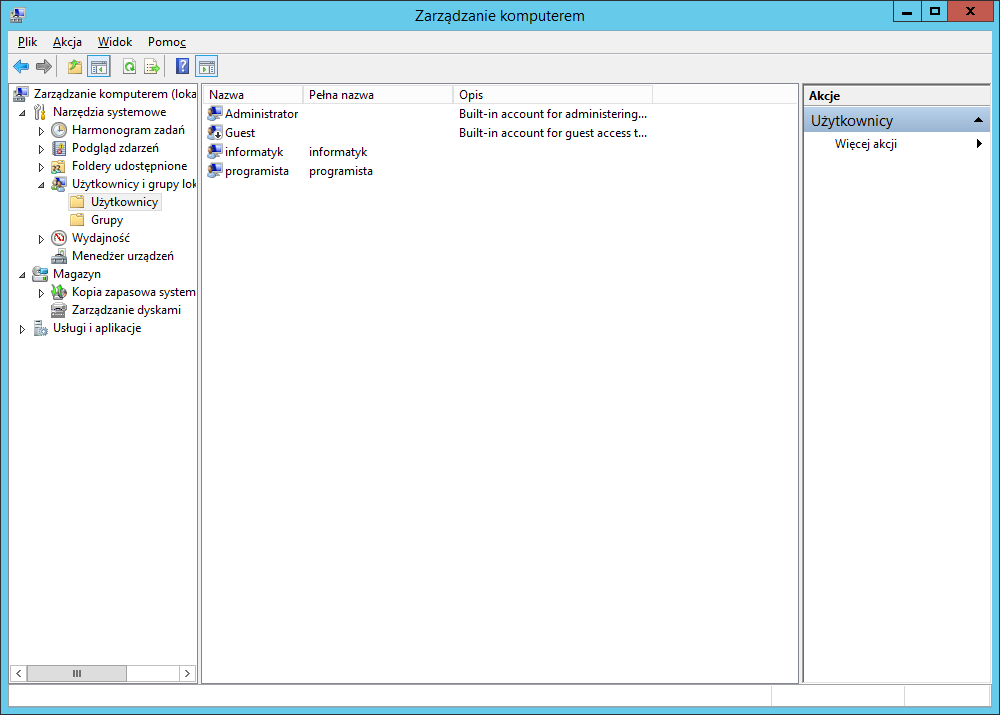 Zarządzanie komputerem
Plik Akcja Widok Pomoc
Zarządzanie komputerem (loka
Narzędzia systemowe
Harmonogram zadań
Podgląd zdarzeń
Foldery udostępnione
Użytkownicy i grupy lok
Użytkownicy
Grupy
Wydajność
Menedżer urządzeń
Magazyn
Kopia zapasowa system
Zarządzanie dyskami
Usługi i aplikacje
Nazwa Pełna nazwa Opis
Administrator Built-in account for administering...
Guest Built-in account for guest access t...
informatyk informatyk
programista programista
Akcje
Użytkownicy
Więcej akcji